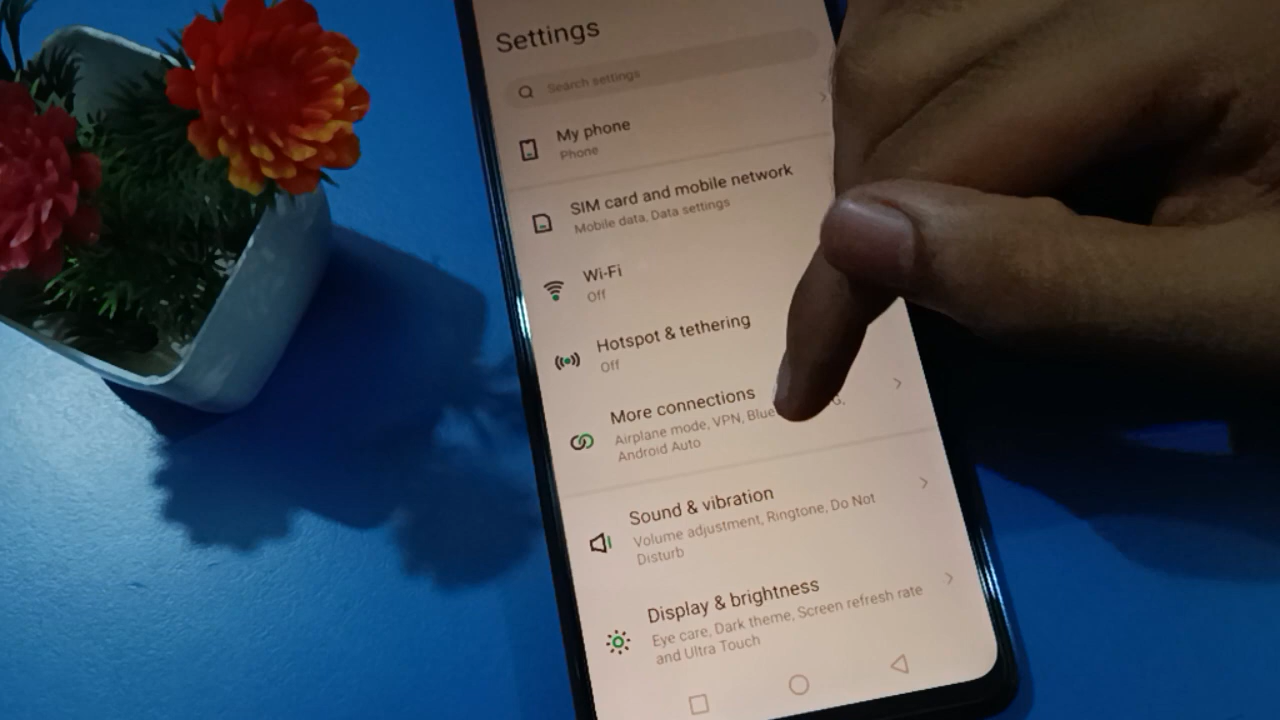 Settings
Search settings
My phone
Phone
SIM card and mobile network
Mobile data, Data settings
Wi-Fi
Off
Hotspot & tethering
Off
More connections
Airplane mode, VPN,
Android Auto
Sound & vibration
Volume adjustment, Ringtone, Do Not
Disturb
Display & brightness
Eye care, Dark theme, Screen refresh rate
and Ultra Touch